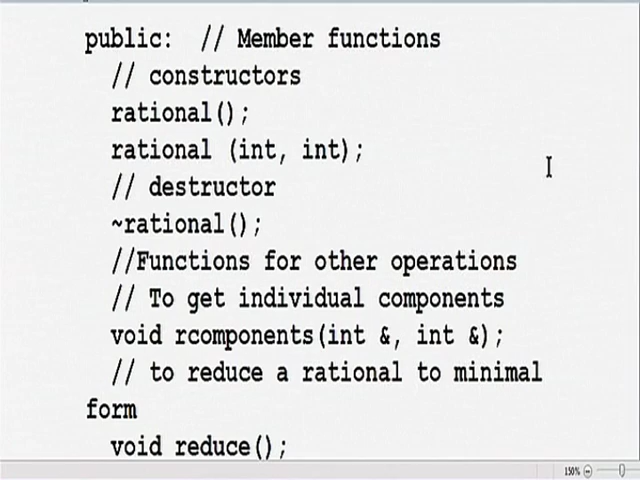 public:  // Member functions
// constructors
rational();
rational (int, int);
// destructor
~rational();
//Functions for other operations
// To get individual components
void rcomponents(int &, int &);
// to reduce a rational to minimal
form
void reduce();
150%